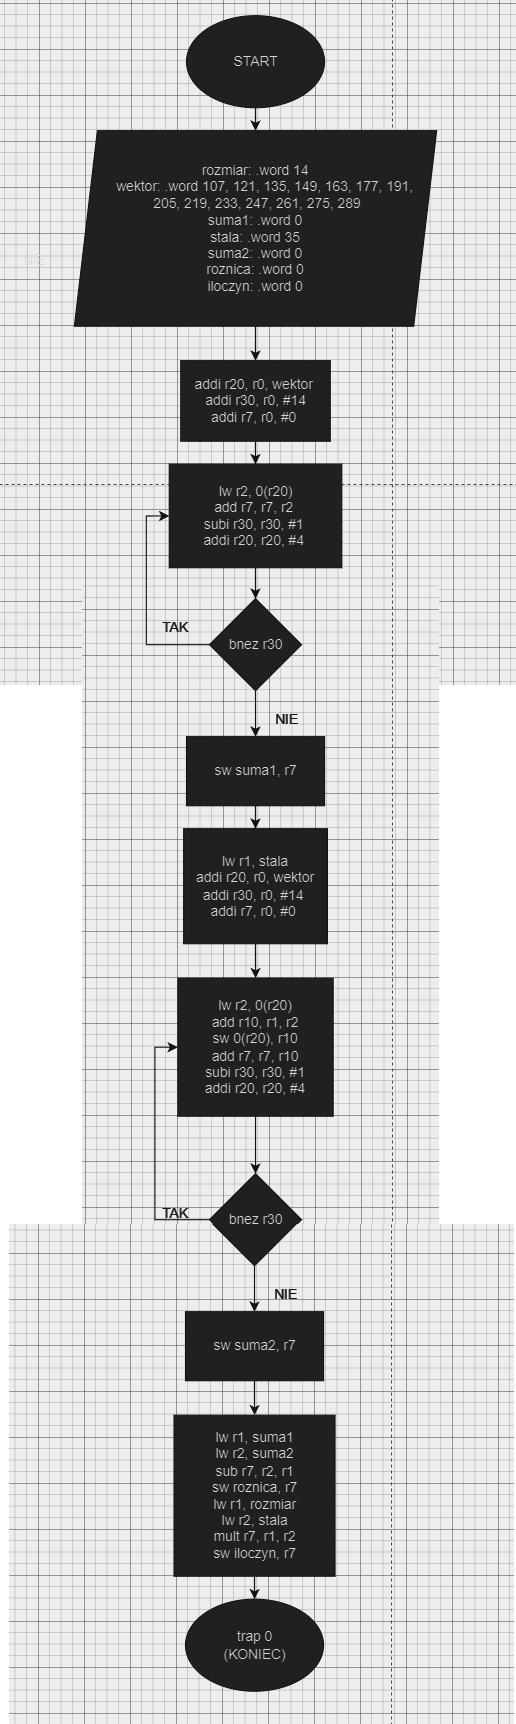 START
rozmiar: .word 14
wektor: .word 107, 121, 135, 149, 163, 177, 191,
205, 219, 233, 247, 261, 275, 289
suma1: .word 0
stala: .word 35
suma2: .word 0
roznica: .word 0
iloczyn: .word 0
NIE
addi r20, r0, wektor
addi r30, r0, #14
addi r7, r0, #0
lw r2, 0(r20)
add r7, r7, r2
subi r30, r30, #1
addi r20, r20, #4
TAK
bnez r30
NIE
sw suma1, r7
lw r1, stala
addi r20, r0, wektor
addi r30, r0, #14
addi r7, r0, #0
lw r2, 0(r20)
add r10, r1, r2
sw 0(r20), r10
add r7, r7, r10
subi r30, r30, #1
addi r20, r20, #4
TAK
bnez r30
NIE
sw suma2, r7
lw r1, suma1
lw r2, suma2
sub r7, r2, r1
sw roznica, r7
lw r1, rozmiar
lw r2, stala
mult r7, r1, r2
sw iloczyn, r7
trap 0
(KONIEC)